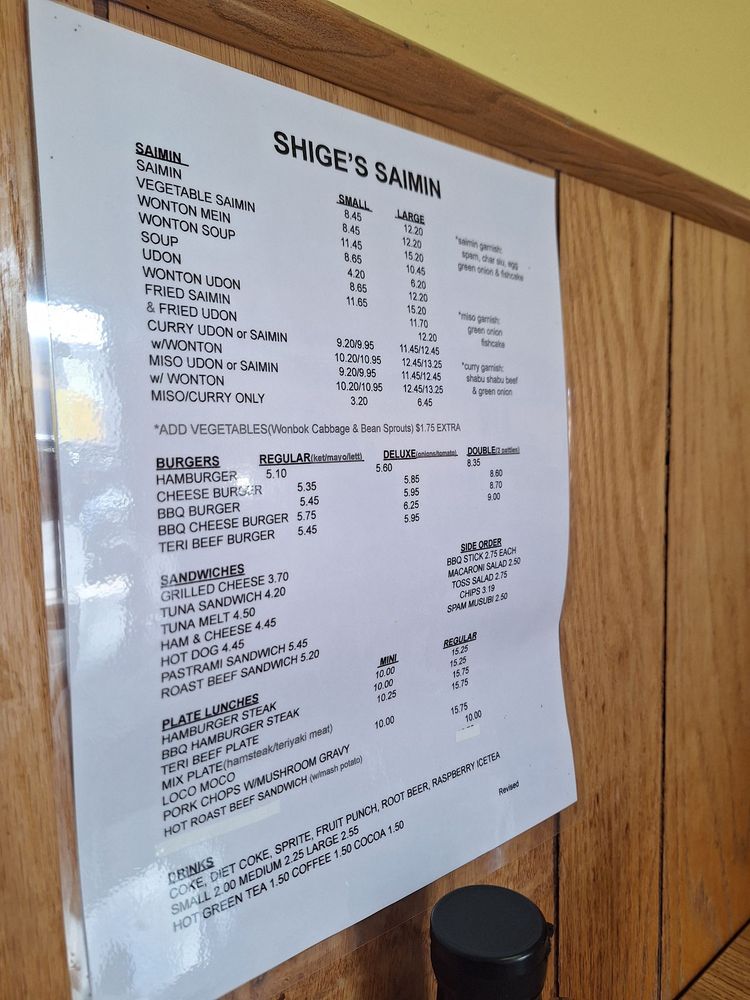 SHIGE'S SAIMIN
SAIMIN SMALL LARGE
SAIMIN 8.45 12.20
VEGETABLE SAIMIN 8.45 12.20
WONTON MEIN 11.45 15.20
WONTON SOUP 8.65 10.45
SOUP 4.20 6.20
UDON 8.65 12.20
WONTON UDON 11.65 15.20
FRIED SAIMIN 11.70
& FRIED UDON 12.20
CURRY UDON or SAIMIN 9.20/9.95 11.45/12.45
w/WONTON 10.20/10.95 12.45/13.25
MISO UDON or SAIMIN 9.20/9.95 11.45/12.45
w/ WONTON 10.20/10.95 12.45/13.25
MISO/CURRY ONLY 3.20 6.45
*saimin garnish:
spam, char siu, egg
green onion & fishcake
*miso garnish:
green onion
fishcake
*curry garnish:
shabu shabu beef
& green onion
*ADD VEGETABLES(Wonbok Cabbage & Bean Sprouts) $1.75 EXTRA
BURGERS REGULAR(ket/mayo/lett) DELUXE(onions/tomato) DOUBLE(2 patties)
HAMBURGER 5.10 5.60 8.35
CHEESE BURGER 5.35 5.85 8.60
BBQ BURGER 5.45 5.95 8.70
BBQ CHEESE BURGER 5.75 6.25 9.00
TERI BEEF BURGER 5.45 5.95
SANDWICHES
GRILLED CHEESE 3.70
TUNA SANDWICH 4.20
TUNA MELT 4.50
HAM & CHEESE 4.45
HOT DOG 4.45
PASTRAMI SANDWICH 5.45
ROAST BEEF SANDWICH 5.20
SIDE ORDER
BBQ STICK 2.75 EACH
MACARONI SALAD 2.50
TOSS SALAD 2.75
CHIPS 3.19
SPAM MUSUBI 2.50
PLATE LUNCHES MINI REGULAR
HAMBURGER STEAK 10.00 15.25
BBQ HAMBURGER STEAK 10.00 15.25
TERI BEEF PLATE 10.25 15.75
MIX PLATE(hamsteak/teriyaki meat) 15.75
LOCO MOCO 10.00
PORK CHOPS W/MUSHROOM GRAVY 15.75
HOT ROAST BEEF SANDWICH (w/mash potato) 10.00
DRINKS
COKE, DIET COKE, SPRITE, FRUIT PUNCH, ROOT BEER, RASPBERRY ICETEA
SMALL 2.00 MEDIUM 2.25 LARGE 2.55
HOT GREEN TEA 1.50 COFFEE 1.50 COCOA 1.50
Revised